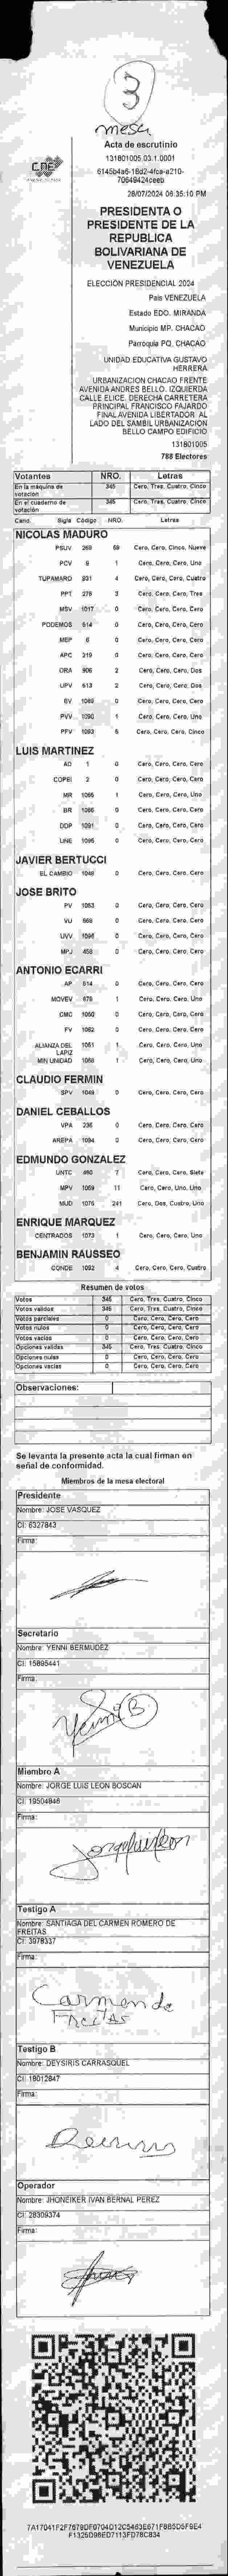 3
mesa
Acta de escrutinio
CNE
131801005.03.1.0001
28/07/2024 06:35:10 PM
PRESIDENTA O
PRESIDENTE DE LA
REPUBLICA
BOLIVARIANA DE
VENEZUELA
ELECCIÓN PRESIDENCIAL 2024
Pais VENEZUELA
Estado EDO. MIRANDA
Municipio MP. CHACAO
Parroquia PQ. CHACAO
UNIDAD EDUCATIVA GUSTAVO
HERRERA
URBANIZACION CHACAO FRENTE
AVENIDA ANDRES BELLO. IZQUIERDA
CALLE ELICE. DERECHA CARRETERA
PRINCIPAL FRANCISCO FAJARDO
FINAL AVENIDA LIBERTADOR AL
LADO DEL SAMBIL URBANIZACION
BELLO CAMPO EDIFICIO
131801005
788 Electores
Votantes NRO. Letras
En la máquina de votación 345 Cero, Tres, Cuatro, Cinco
En el cuaderno de votación 345 Cero, Tres, Cuatro, Cinco
Cand. Sigla Código NRO. Letras
NICOLAS MADURO
PSUV 268 59 Cero, Cero, Cinco, Nueve
PCV 8 1 Cero, Cero, Cero, Uno
TUPAMARO 931 4 Cero, Cero, Cero, Cuatro
PPT 276 3 Cero, Cero, Cero, Tres
MSV 1017 0 Cero, Cero, Cero, Cero
PODEMOS 614 0 Cero, Cero, Cero, Cero
MEP 6 0 Cero, Cero, Cero, Cero
APC 219 0 Cero, Cero, Cero, Cero
ORA 906 2 Cero, Cero, Cero, Dos
UPV 613 2 Cero, Cero, Cero, Dos
EV 1089 0 Cero, Cero, Cero, Cero
PVV 1090 1 Cero, Cero, Cero, Uno
PFV 1093 Cero, Cero, Cero, Cinco
LUIS MARTINEZ
AD 1 0 Cero, Cero, Cero, Cero
COPEI 2 0 Cero, Cero, Cero, Cero
MR 1065 1 Cero, Cero, Cero, Uno
BR 1066 0 Cero, Cero, Cero, Cero
DDP 1091 0 Cero, Cero, Cero, Cero
UNE 1095 0 Cero, Cero, Cero, Cero
JAVIER BERTUCCI
EL CAMBIO 1049 0 Cero, Cero, Cero, Cero
JOSE BRITO
PV 1053 0 Cero, Cero, Cero, Cero
VU 868 0 Cero, Cero, Cero, Cero
UVV 1096 0 Cero, Cero, Cero, Cero
MPJ 458 0 Cero, Cero, Cero, Cero
ANTONIO ECARRI
AP 514 0 Cero, Cero, Cero, Cero
MOVEV 678 1 Cero, Cero, Cero, Uno
CMC 1060 0 Cero, Cero, Cero, Cero
FV 1082 0 Cero, Cero, Cero, Cero
ALIANZA DEL LAPIZ 1051 1 Cero, Cero, Cero, Uno
MIN UNIDAD 1058 1 Cero, Cero, Cero, Uno
CLAUDIO FERMIN
SPV 1048 0 Cero, Cero, Cero, Cero
DANIEL CEBALLOS
VPA 236 0 Cero, Cero, Cero, Cero
AREPA 1094 0 Cero, Cero, Cero, Cero
EDMUNDO GONZALEZ
UNTC 460 7 Cero, Cero, Cero, Siete
MPV 1059 11 Cero, Cero, Uno, Uno
MUD 1075 241 Cero, Dos, Cuatro, Uno
ENRIQUE MARQUEZ
CENTRADOS 1073 1 Cero, Cero, Cero, Uno
BENJAMIN RAUSSEO
CONDE 1092 4 Cero, Cero, Cero, Cuatro
Resumen de votos
Votos 345 Cero, Tres, Cuatro, Cinco
Votos válidos 345 Cero, Tres, Cuatro, Cinco
Votos parciales 0 Cero, Cero, Cero, Cero
Votos nulos 0 Cero, Cero, Cero, Cero
Votos vacíos 0 Cero, Cero, Cero, Cero
Opciones válidas 345 Cero, Tres, Cuatro, Cinco
Opciones nulas 0 Cero, Cero, Cero, Cero
Opciones vacías 0 Cero, Cero, Cero, Cero
Observaciones:
Se levanta la presente acta la cual firman en
señal de conformidad.
Miembros de la mesa electoral
Presidente
Nombre: JOSE VASQUEZ
CI: 6327843
Firma:
Secretario
Nombre: YENNI BERMUDEZ
CI: 15895441
Firma:
Yenni B
Miembro A
Nombre: JORGE LUIS LEON BOSCAN
CI: 19504846
Firma:
Jorge Luis Leon
Testigo A
Nombre: SANTIAGA DEL CARMEN ROMERO DE
FREITAS
CI: 3978337
Firma:
Carmen de
Freitas
Testigo B
Nombre: DEYSIRIS CARRASQUEL
CI: 18012847
Firma:
Operador
Nombre: JHONEIKER IVAN BERNAL PEREZ
CI: 28309374
Firma: